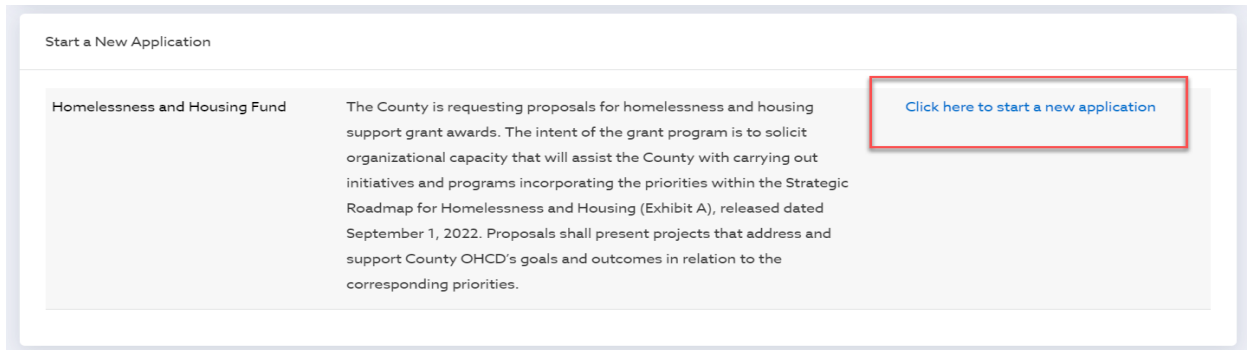 Start a New Application
Homelessness and Housing Fund
The County is requesting proposals for homelessness and housing
support grant awards. The intent of the grant program is to solicit
organizational capacity that will assist the County with carrying out
initiatives and programs incorporating the priorities within the Strategic
Roadmap for Homelessness and Housing (Exhibit A), released dated
September 1, 2022. Proposals shall present projects that address and
support County OHCD's goals and outcomes in relation to the
corresponding priorities.
Click here to start a new application